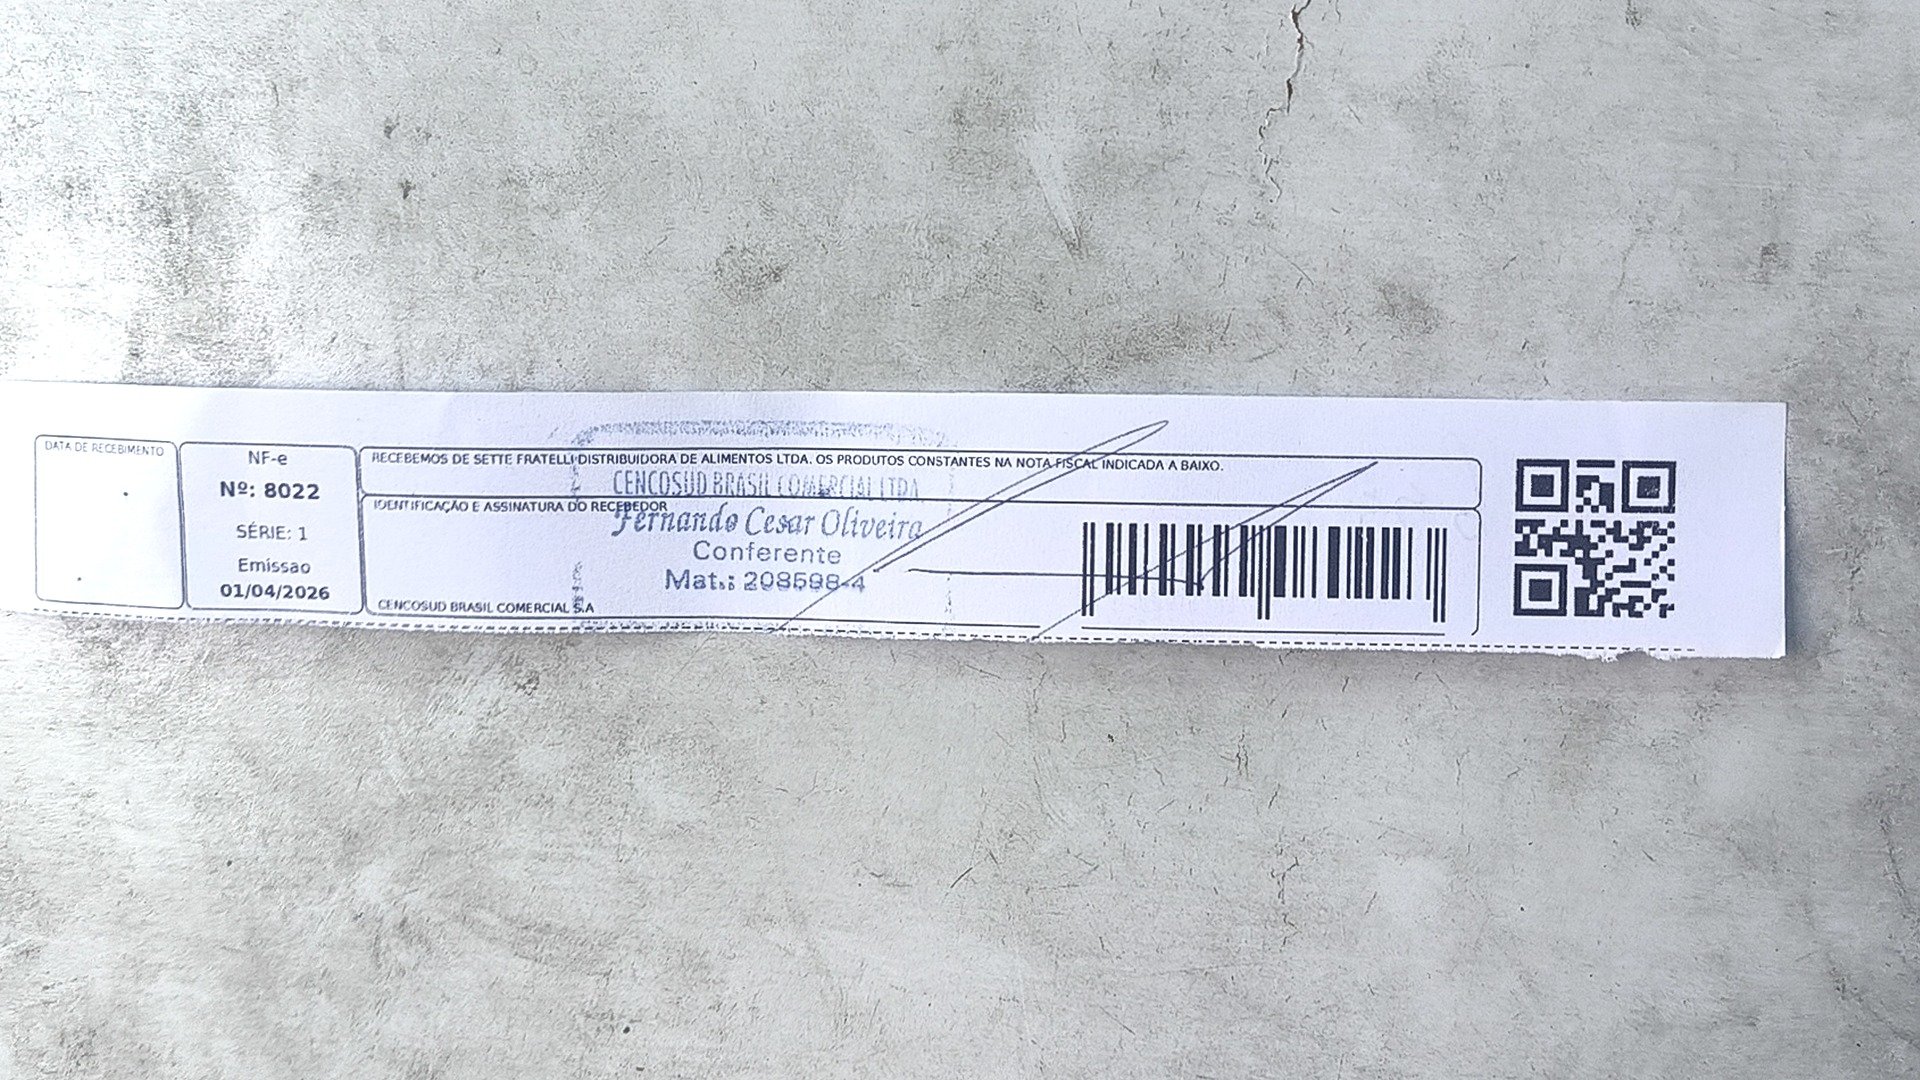 DATA DE RECEBIMENTO
NF-e
Nº: 8022
SÉRIE: 1
Emissao
01/04/2026
RECEBEMOS DE SETTE FRATELLI DISTRIBUIDORA DE ALIMENTOS LTDA. OS PRODUTOS CONSTANTES NA NOTA FISCAL INDICADA A BAIXO.
IDENTIFICAÇÃO E ASSINATURA DO RECEBEDOR
CENCOSUD BRASIL COMERCIAL LTDA
Fernando Cesar Oliveira
Conferente
Mat.: 208598-4
CENCOSUD BRASIL COMERCIAL S.A